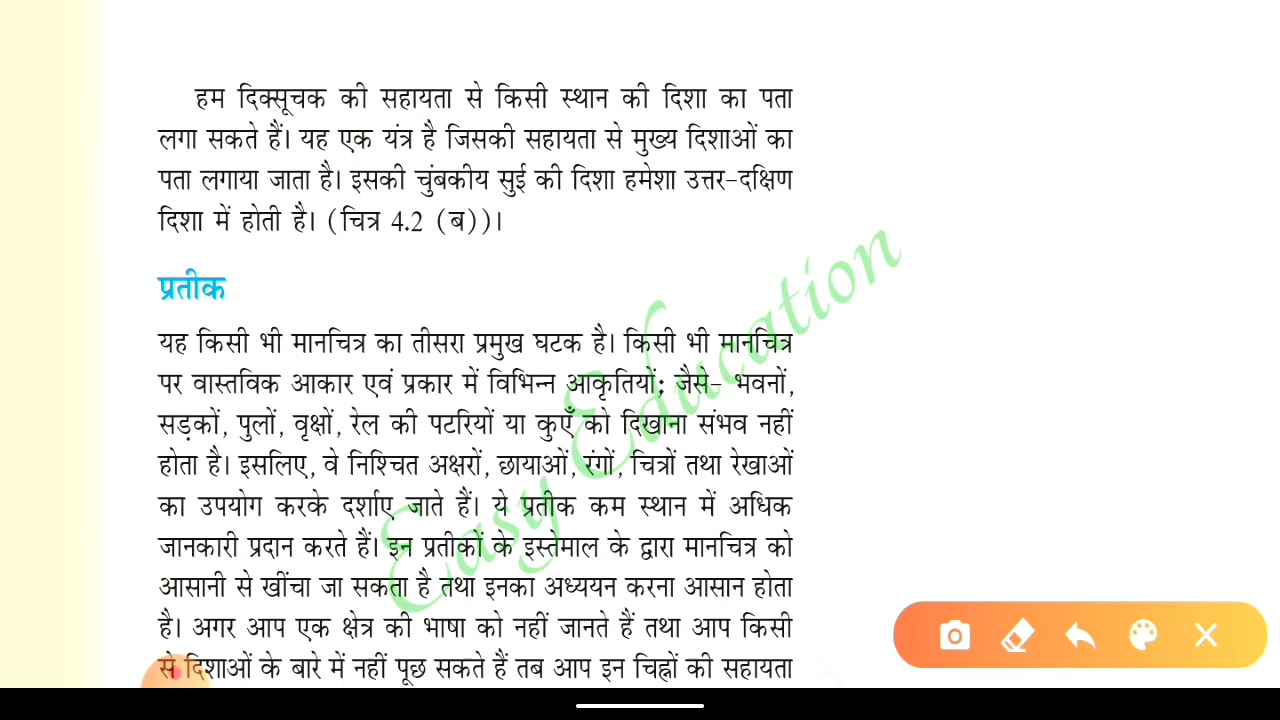 हम दिक्सूचक की सहायता से किसी स्थान की दिशा का पता
लगा सकते हैं। यह एक यंत्र है जिसकी सहायता से मुख्य दिशाओं का
पता लगाया जाता है। इसकी चुंबकीय सुई की दिशा हमेशा उत्तर-दक्षिण
दिशा में होती है। (चित्र 4.2 (ब))।
प्रतीक
यह किसी भी मानचित्र का तीसरा प्रमुख घटक है। किसी भी मानचित्र
पर वास्तविक आकार एवं प्रकार में विभिन्न आकृतियों; जैसे- भवनों,
सड़कों, पुलों, वृक्षों, रेल की पटरियों या कुएँ को दिखाना संभव नहीं
होता है। इसलिए, वे निश्चित अक्षरों, छायाओं, रंगों, चित्रों तथा रेखाओं
का उपयोग करके दर्शाए जाते हैं। ये प्रतीक कम स्थान में अधिक
जानकारी प्रदान करते हैं। इन प्रतीकों के इस्तेमाल के द्वारा मानचित्र को
आसानी से खींचा जा सकता है तथा इनका अध्ययन करना आसान होता
है। अगर आप एक क्षेत्र की भाषा को नहीं जानते हैं तथा आप किसी
से दिशाओं के बारे में नहीं पूछ सकते हैं तब आप इन चिह्नों की सहायता
Easy Education